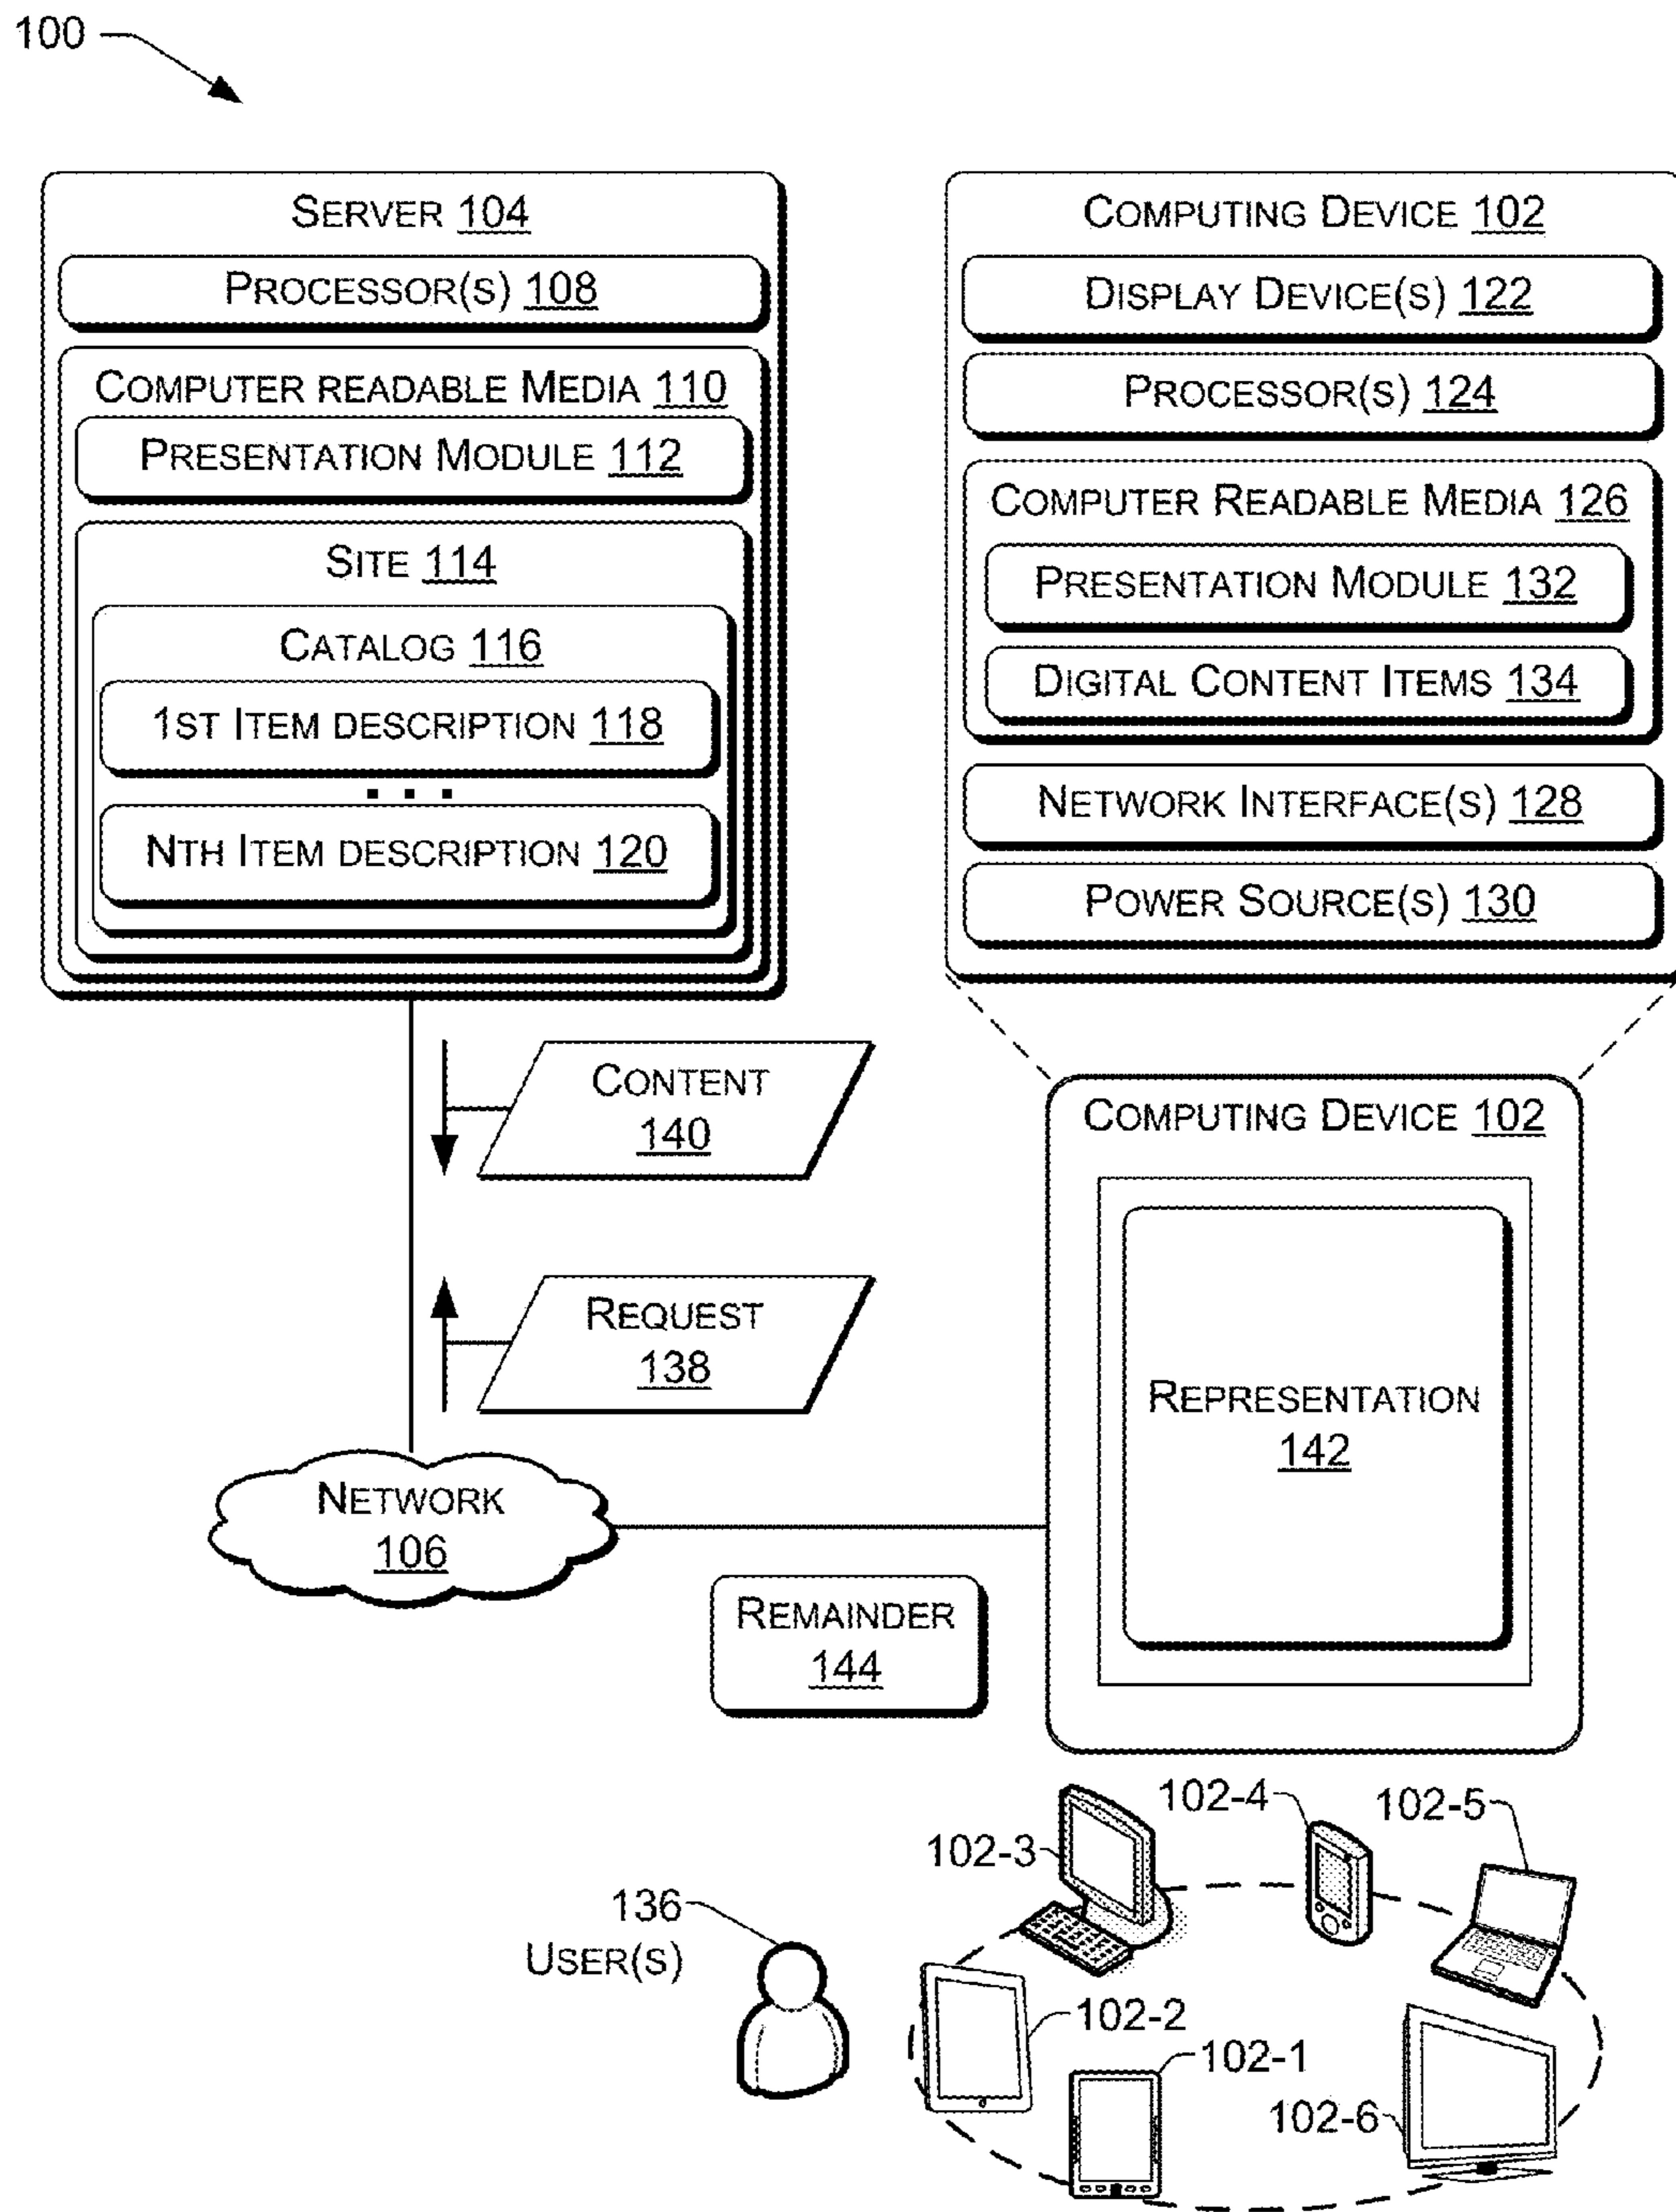 100
SERVER 104
PROCESSOR(S) 108
COMPUTER READABLE MEDIA 110
PRESENTATION MODULE 112
SITE 114
CATALOG 116
1ST ITEM DESCRIPTION 118
. . .
NTH ITEM DESCRIPTION 120
COMPUTING DEVICE 102
DISPLAY DEVICE(S) 122
PROCESSOR(S) 124
COMPUTER READABLE MEDIA 126
PRESENTATION MODULE 132
DIGITAL CONTENT ITEMS 134
NETWORK INTERFACE(S) 128
POWER SOURCE(S) 130
CONTENT
140
REQUEST
138
NETWORK
106
COMPUTING DEVICE 102
REPRESENTATION
142
REMAINDER
144
136
USER(S)
102-3
102-4
102-5
102-2
102-1
102-6